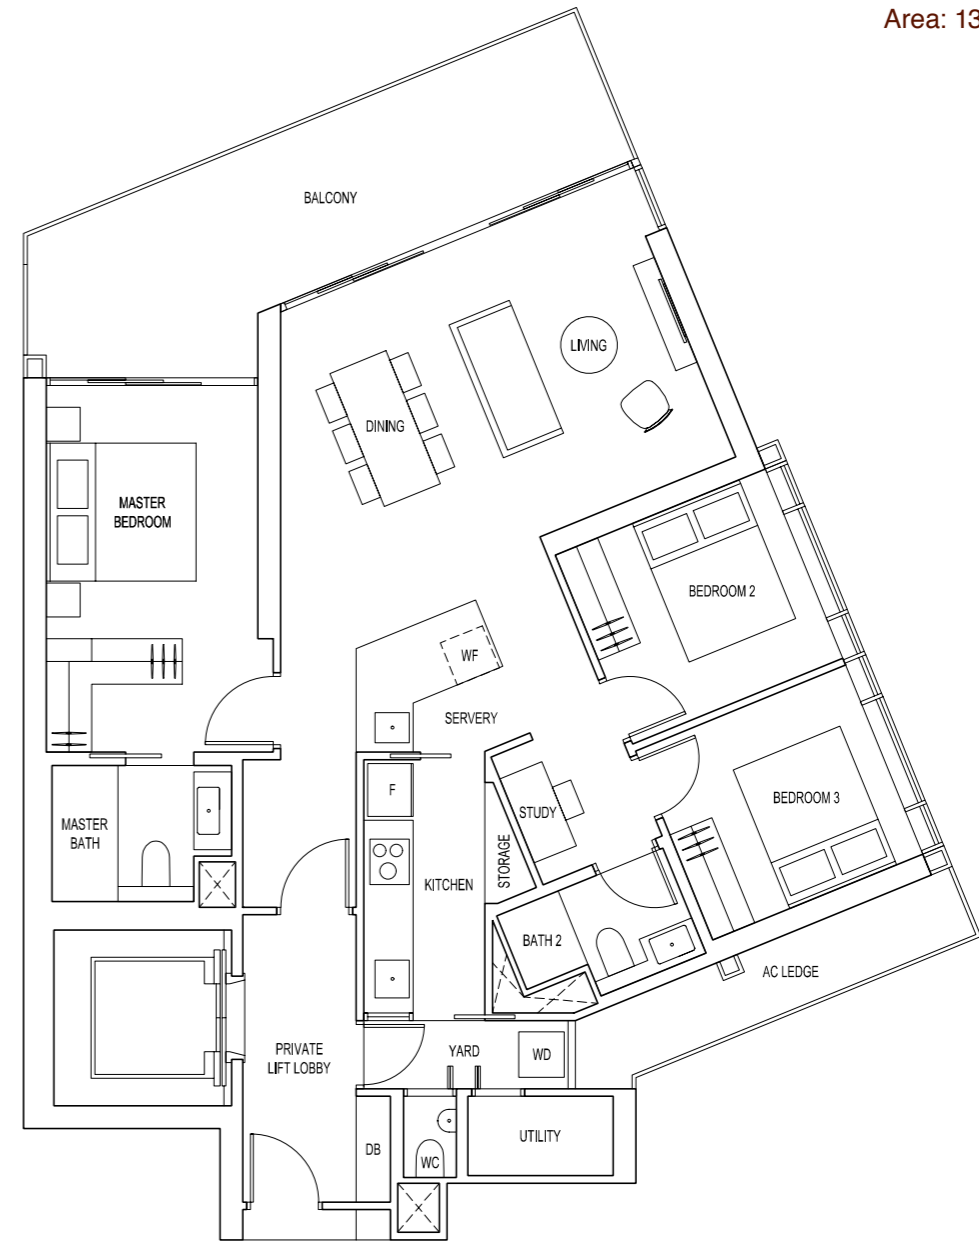 Area: 13
BALCONY
LIVING
DINING
MASTER
BEDROOM
BEDROOM 2
WF
SERVERY
F
STUDY
BEDROOM 3
MASTER
BATH
KITCHEN
STORAGE
BATH 2
AC LEDGE
PRIVATE
LIFT LOBBY
YARD
WD
DB
WC
UTILITY